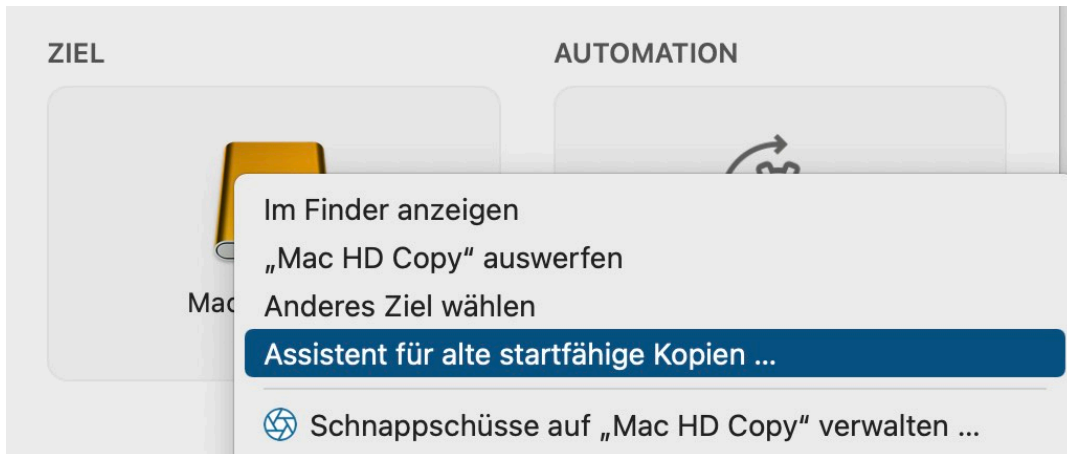 ZIEL
AUTOMATION
Im Finder anzeigen
„Mac HD Copy“ auswerfen
Mac
Anderes Ziel wählen
Assistent für alte startfähige Kopien ...
Schnappschüsse auf „Mac HD Copy“ verwalten ...